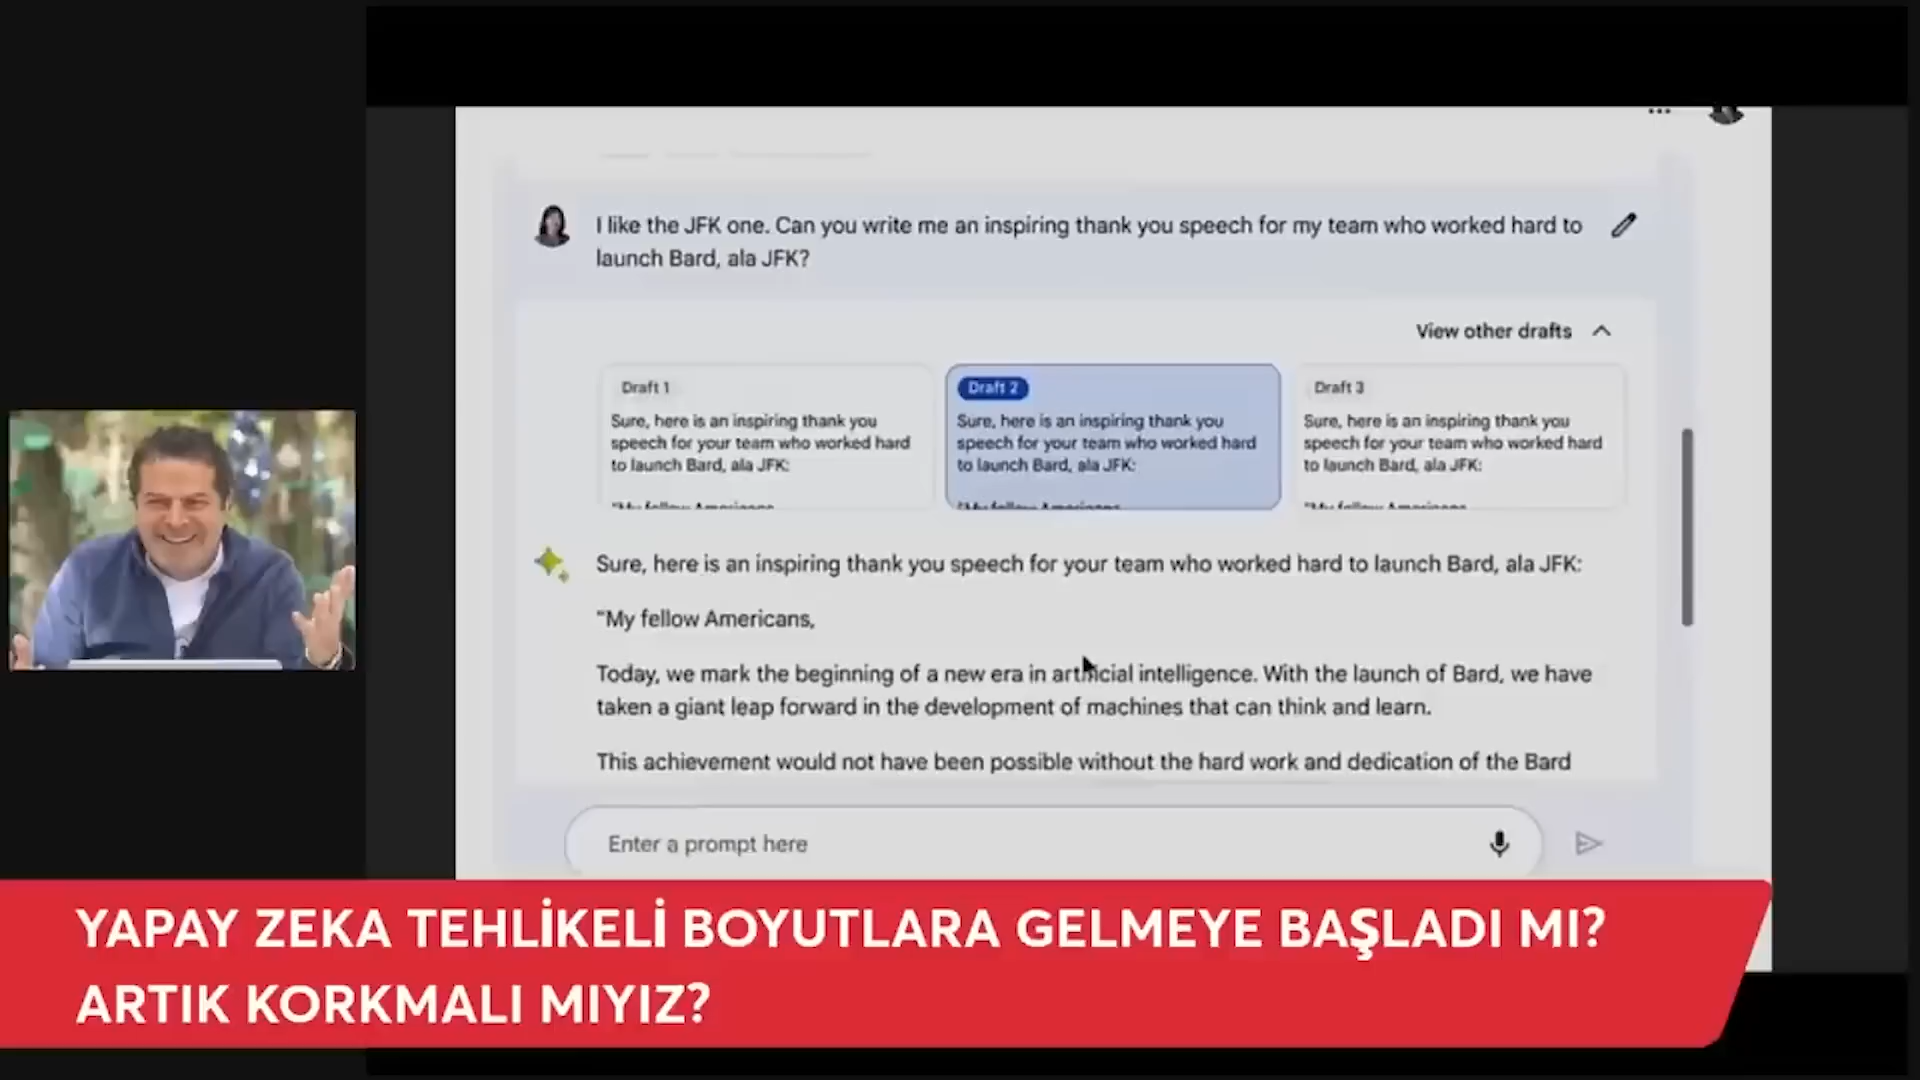 I like the JFK one. Can you write me an inspiring thank you speech for my team who worked hard to
launch Bard, ala JFK?
View other drafts
Draft 1
Sure, here is an inspiring thank you
speech for your team who worked hard
to launch Bard, ala JFK:
"My fellow Americans
Draft 2
Sure, here is an inspiring thank you
speech for your team who worked hard
to launch Bard, ala JFK:
"My fellow Americans
Draft 3
Sure, here is an inspiring thank you
speech for your team who worked hard
to launch Bard, ala JFK:
"My fellow Americans
Sure, here is an inspiring thank you speech for your team who worked hard to launch Bard, ala JFK:
"My fellow Americans,
Today, we mark the beginning of a new era in artificial intelligence. With the launch of Bard, we have
taken a giant leap forward in the development of machines that can think and learn.
This achievement would not have been possible without the hard work and dedication of the Bard
Enter a prompt here
YAPAY ZEKA TEHLİKELİ BOYUTLARA GELMEYE BAŞLADI MI?
ARTIK KORKMALI MIYIZ?